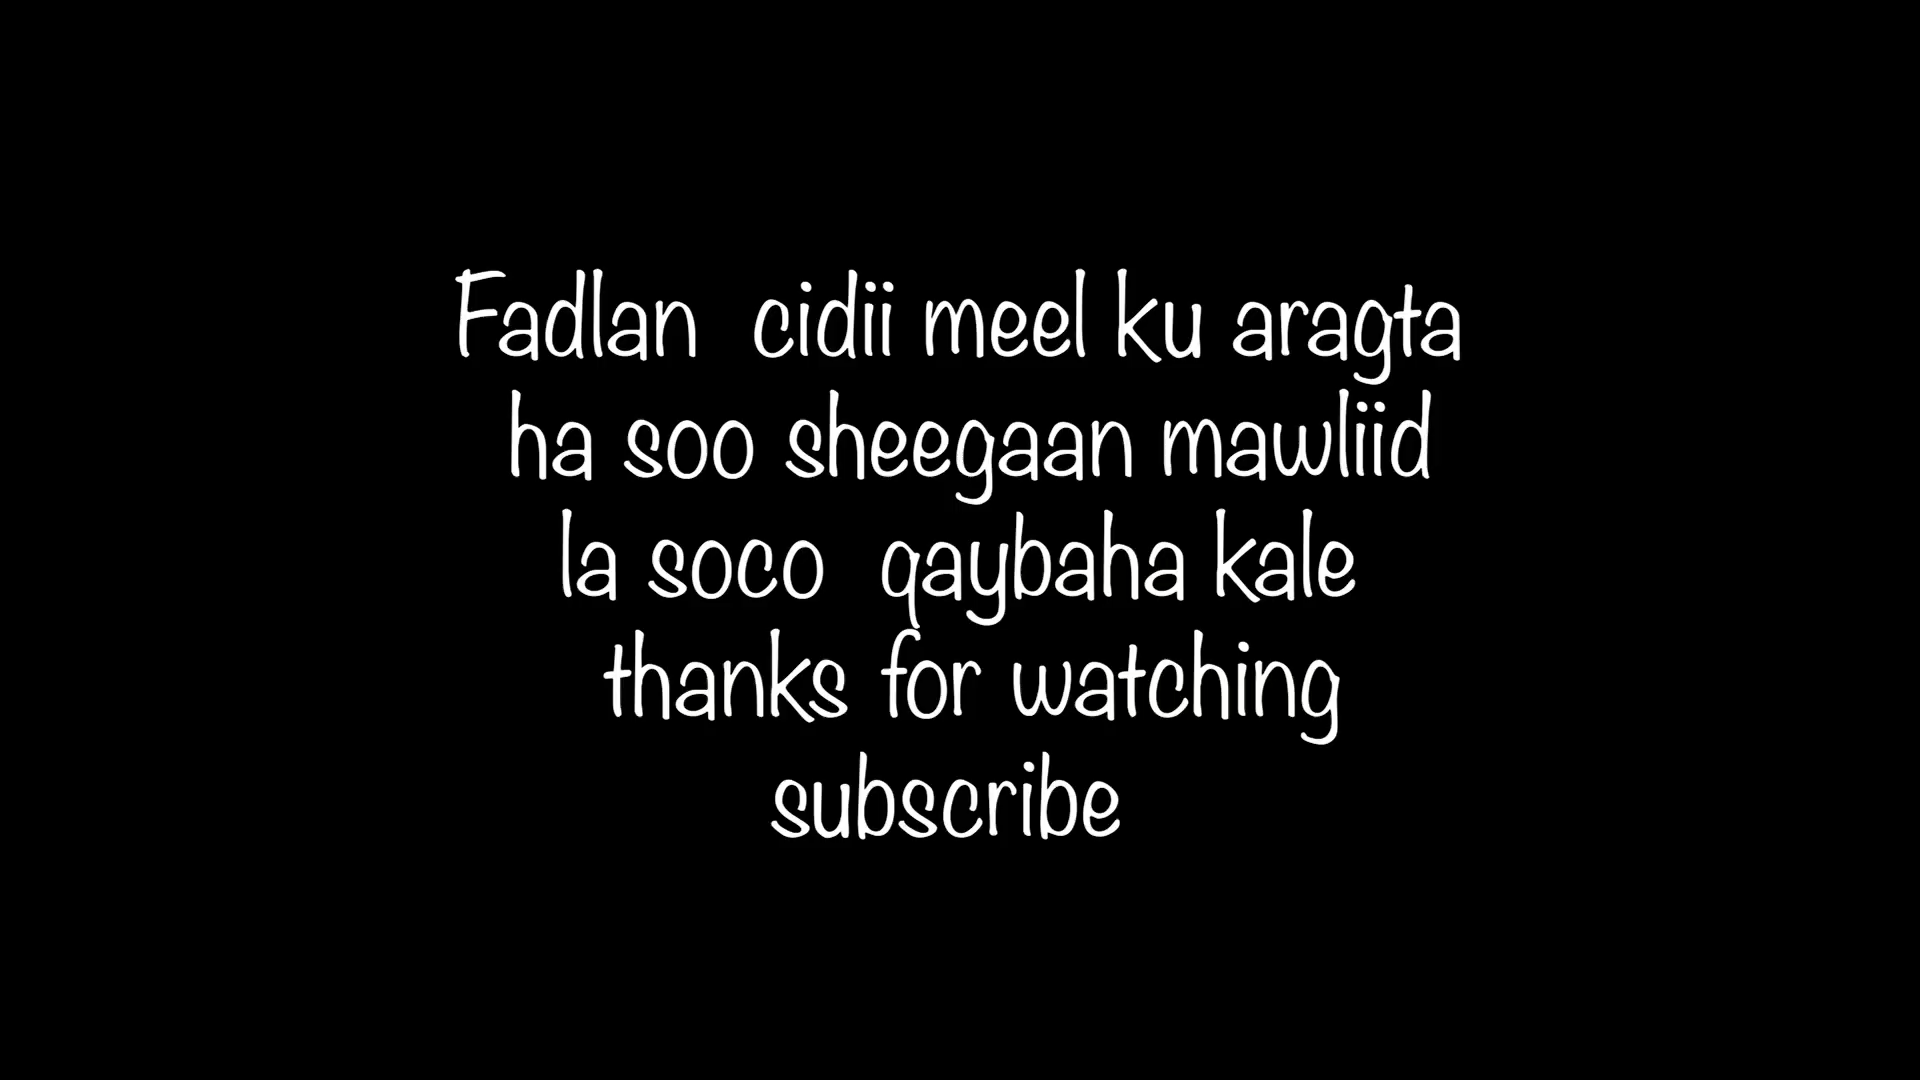 Fadlan cidii meel ku aragta
ha soo sheegaan mawliid
la soco qaybaha kale
thanks for watching
subscribe